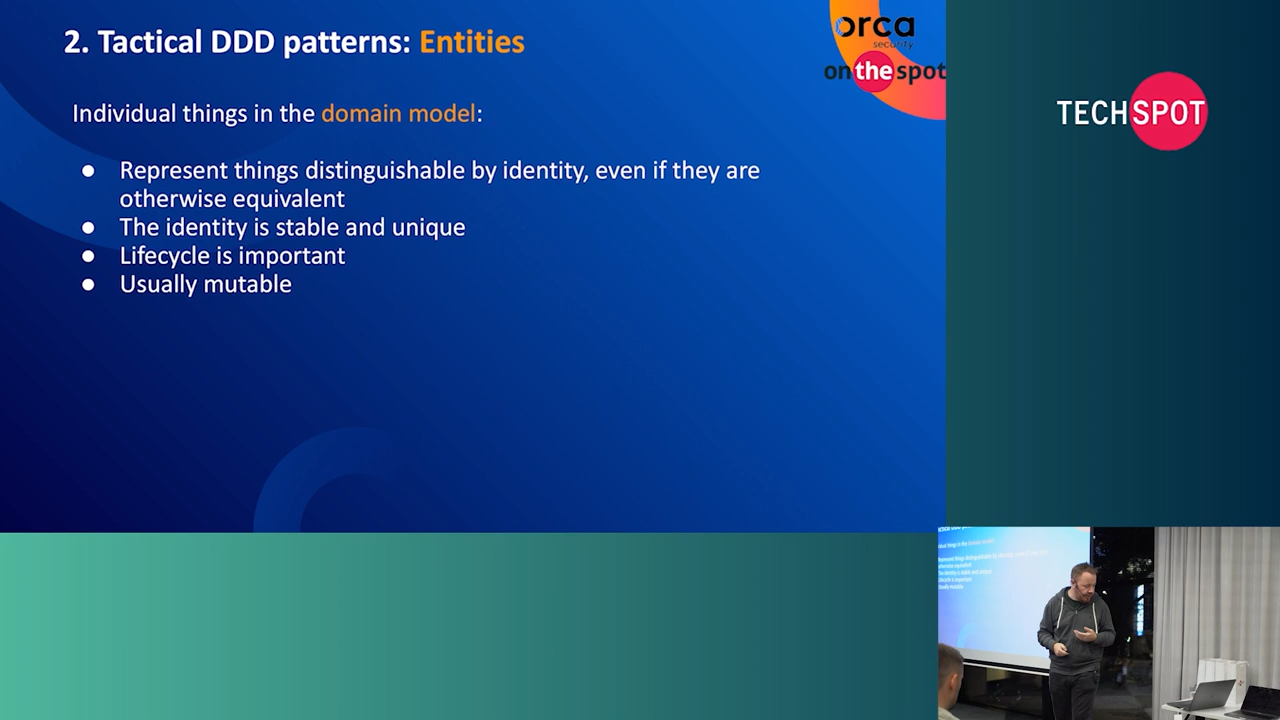 2. Tactical DDD patterns: Entities
orca
security
on the spot
TECHSPOT
Individual things in the domain model:
● Represent things distinguishable by identity, even if they are
otherwise equivalent
● The identity is stable and unique
● Lifecycle is important
● Usually mutable